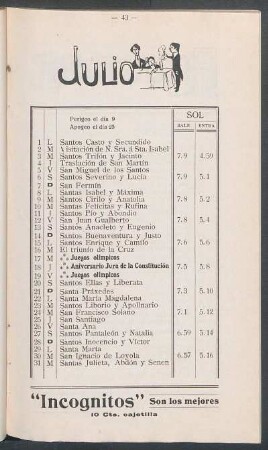 — 43 —
Julio
Perigeo el día 9
Apogeo el día 25
SOL
SALE ENTRA
1 L Santos Casto y Secundido
2 M Visitación de N. Sra. á Sta. Isabel
3 M Santos Trifón y Jacinto 7.9 4.59
4 J Traslación de San Martín
5 V San Miguel de los Santos
6 S Santos Severino y Lucía 7.9 5.1
7 D San Fermín
8 L Santas Isabel y Máxima
9 M Santos Cirilo y Anatolia 7.8 5.2
10 M Santas Felicitas y Rufina
11 J Santos Pío y Abundio
12 V San Juan Gualberto 7.8 5.4
13 S Santos Anacleto y Eugenio
14 D Santos Buenaventura y Justo
15 L Santos Enrique y Camilo 7.6 5.6
16 M El triunfo de la Cruz
17 M Juegos olímpicos
18 J Aniversario Jura de la Constitución 7.5 5.8
19 V Juegos olímpicos
20 S Santos Elías y Liberata
21 D Santa Práxedes 7.3 5.10
22 L Santa María Magdalena
23 M Santos Liborio y Apolinario
24 M San Francisco Solano 7.1 5.12
25 J San Santiago
26 V Santa Ana
27 S Santos Pantaleón y Natalia 6.59 5.14
28 D Santos Inocencio y Víctor
29 L Santa Marta
30 M San Ignacio de Loyola 6.57 5.16
31 M Santas Julieta, Abdón y Senen
"Incognitos" Son los mejores
10 Cts. cajetilla